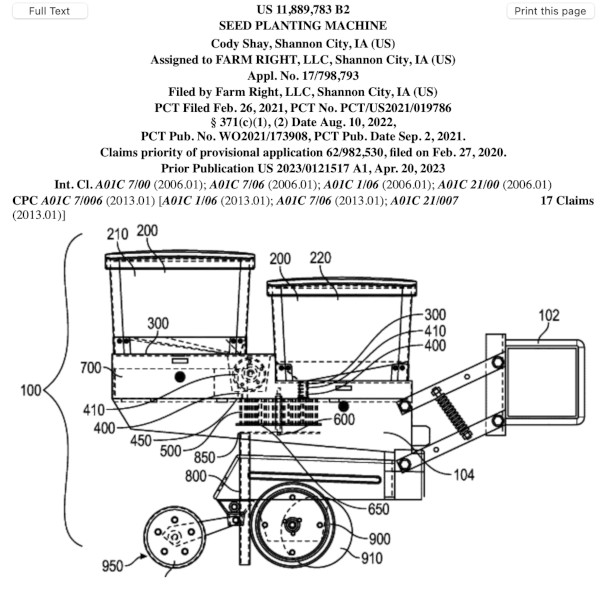 Full Text
Print this page
US 11,889,783 B2
SEED PLANTING MACHINE
Cody Shay, Shannon City, IA (US)
Assigned to FARM RIGHT, LLC, Shannon City, IA (US)
Appl. No. 17/798,793
Filed by Farm Right, LLC, Shannon City, IA (US)
PCT Filed Feb. 26, 2021, PCT No. PCT/US2021/019786
§ 371(c)(1), (2) Date Aug. 10, 2022,
PCT Pub. No. WO2021/173908, PCT Pub. Date Sep. 2, 2021.
Claims priority of provisional application 62/982,530, filed on Feb. 27, 2020.
Prior Publication US 2023/0121517 A1, Apr. 20, 2023
Int. Cl. A01C 7/00 (2006.01); A01C 7/06 (2006.01); A01C 1/06 (2006.01); A01C 21/00 (2006.01)
CPC A01C 7/006 (2013.01) [A01C 1/06 (2013.01); A01C 7/06 (2013.01); A01C 21/007 17 Claims
(2013.01)]
210 200
200 220
300
300
410
400
102
700
100
410
400
450
500
850
800
600
104
650
900
910
950